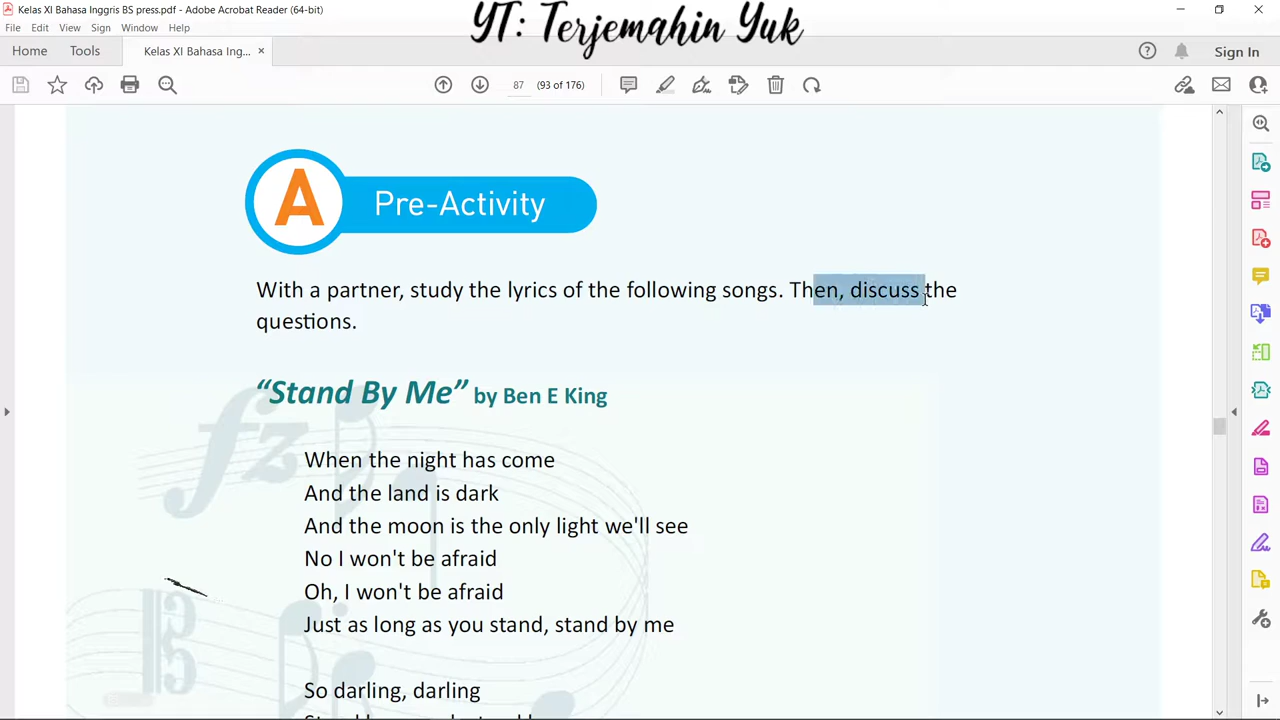 Kelas XI Bahasa Inggris BS press.pdf - Adobe Acrobat Reader (64-bit)
YT: Terjemahin Yuk
File Edit View Sign Window Help
Home Tools Kelas XI Bahasa Ing... × Sign In
87 (93 of 176)
A Pre-Activity
With a partner, study the lyrics of the following songs. Then, discuss the
questions.
“Stand By Me” by Ben E King
When the night has come
And the land is dark
And the moon is the only light we'll see
No I won't be afraid
Oh, I won't be afraid
Just as long as you stand, stand by me
So darling, darling